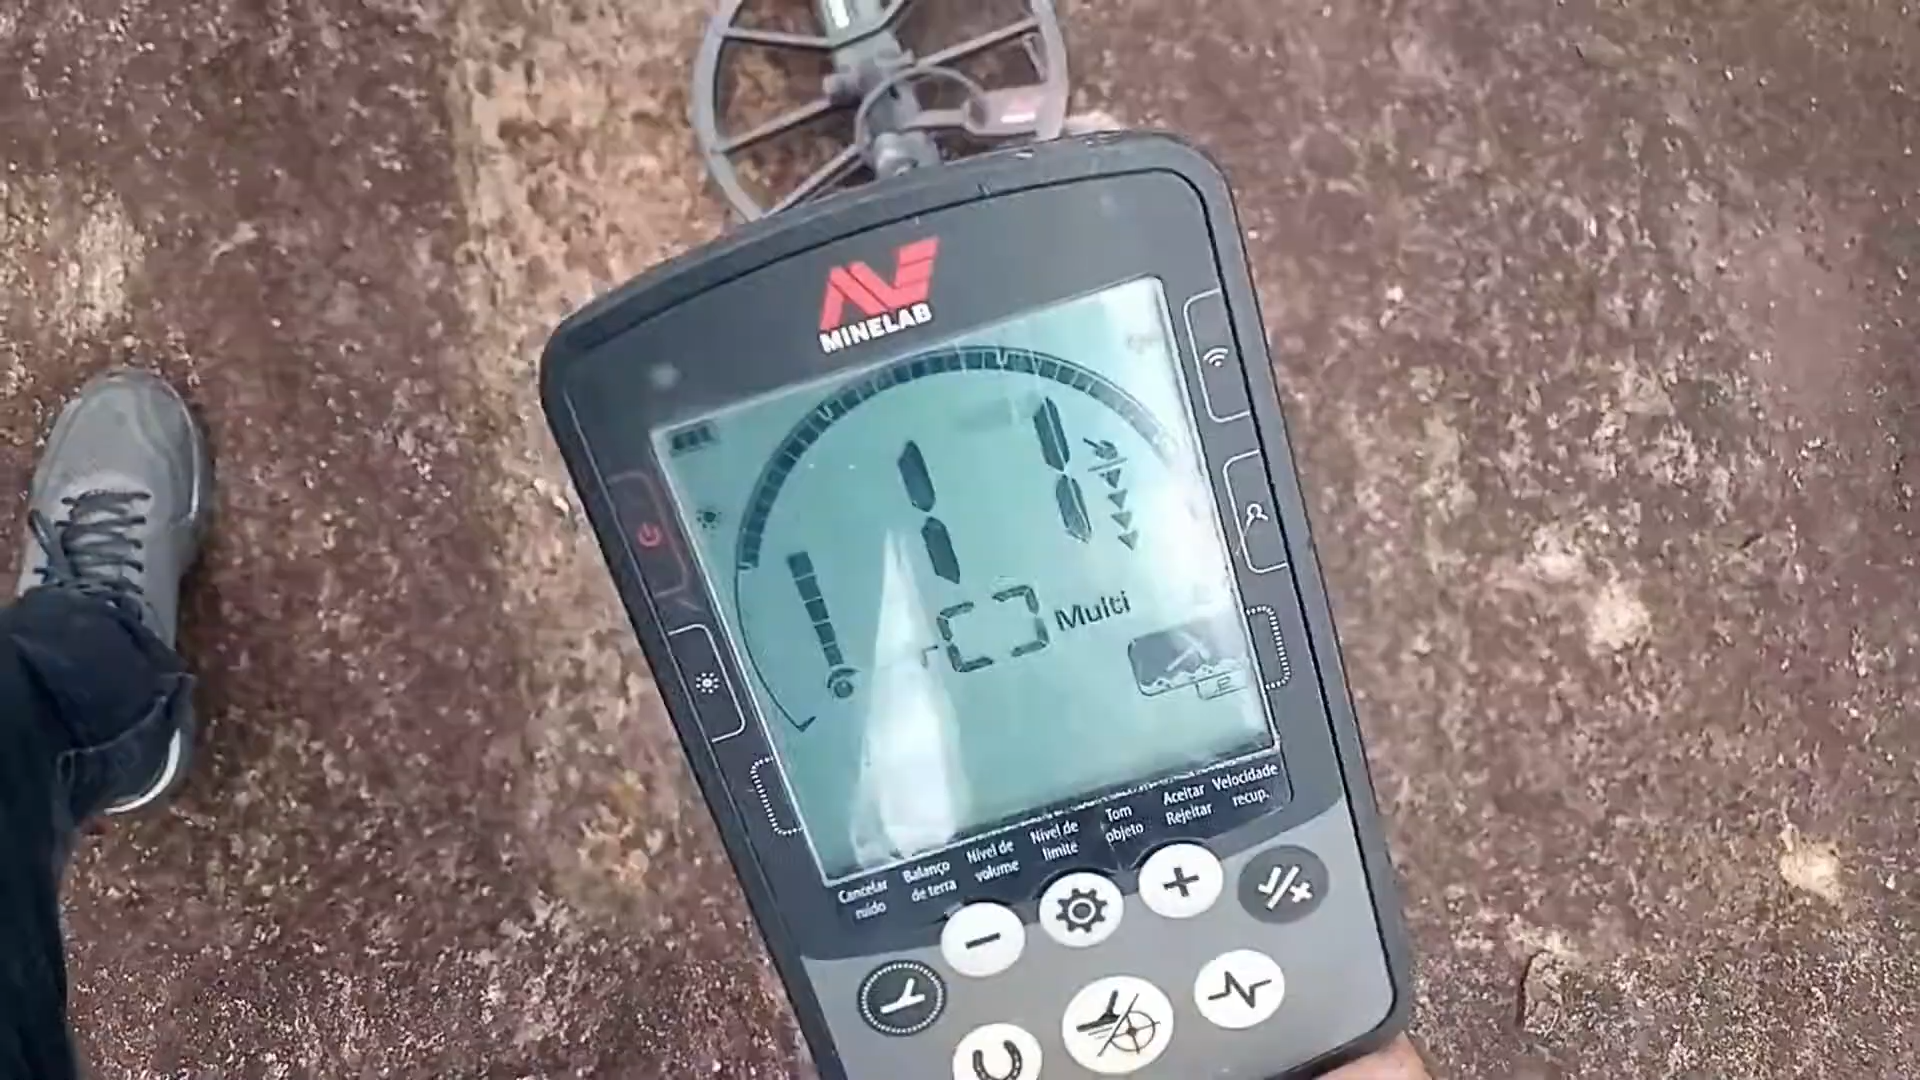 MINELAB
11
Multi
Cancelar
ruído
Balanço
de terra
Nível de
volume
Nível de
limite
Tom
objeto
Aceitar
Rejeitar
Velocidade
recup.